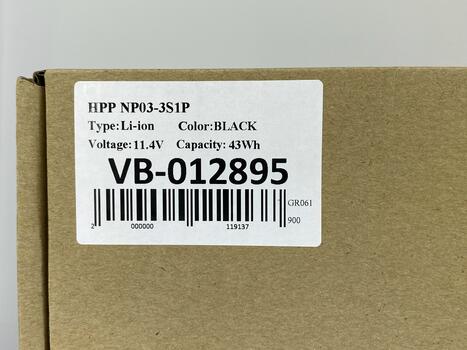 HPP NP03-3S1P
Type:Li-ion Color:BLACK
Voltage:11.4V Capacity: 43Wh
VB-012895
GR061
900
2 000000 119137